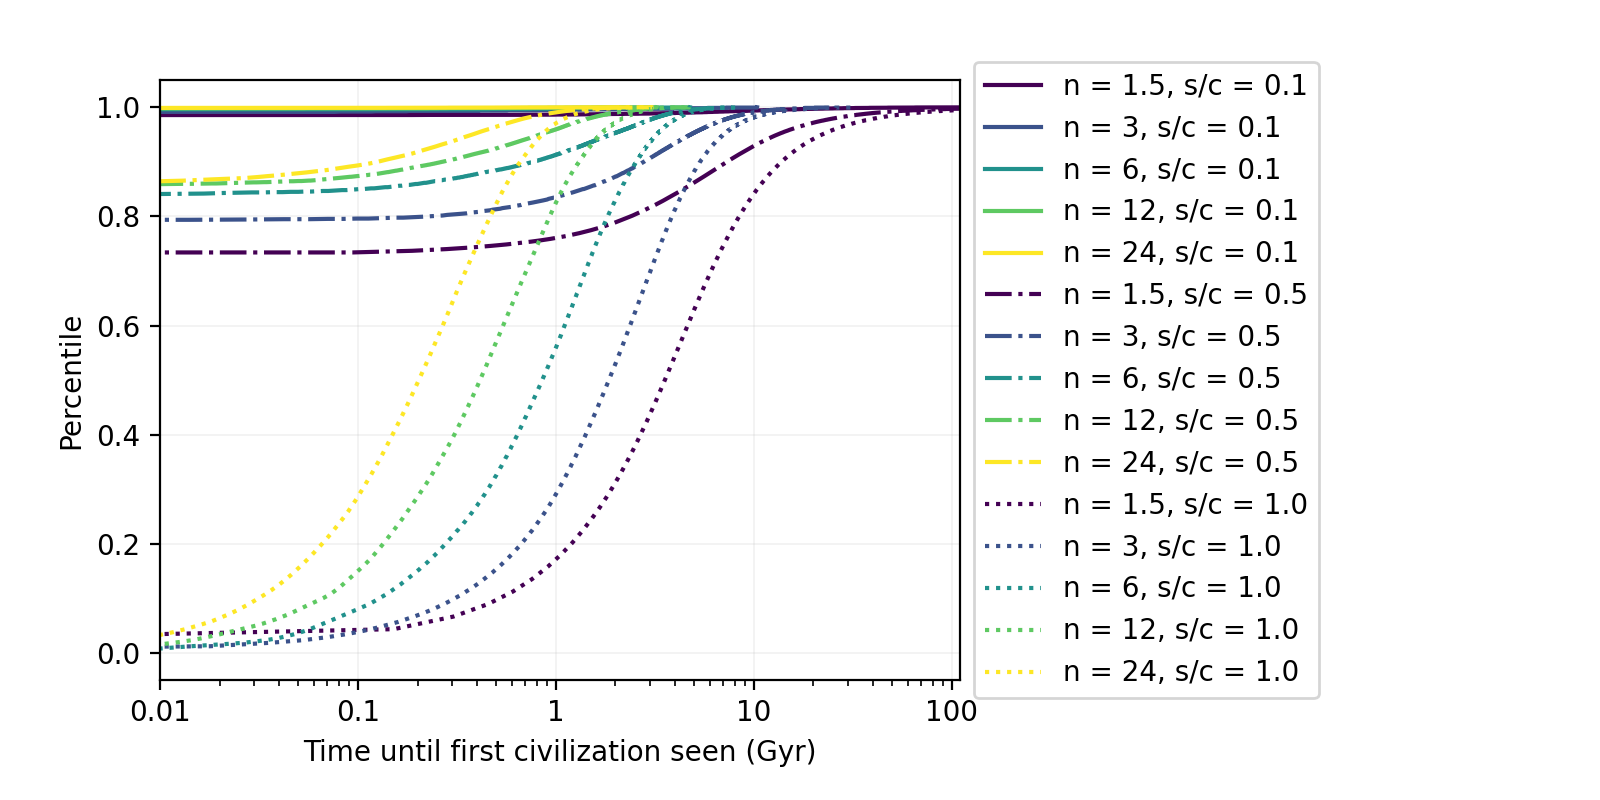 Percentile
1.0
0.8
0.6
0.4
0.2
0.0
0.01 0.1 1 10 100
Time until first civilization seen (Gyr)
n = 1.5, s/c = 0.1
n = 3, s/c = 0.1
n = 6, s/c = 0.1
n = 12, s/c = 0.1
n = 24, s/c = 0.1
n = 1.5, s/c = 0.5
n = 3, s/c = 0.5
n = 6, s/c = 0.5
n = 12, s/c = 0.5
n = 24, s/c = 0.5
n = 1.5, s/c = 1.0
n = 3, s/c = 1.0
n = 6, s/c = 1.0
n = 12, s/c = 1.0
n = 24, s/c = 1.0